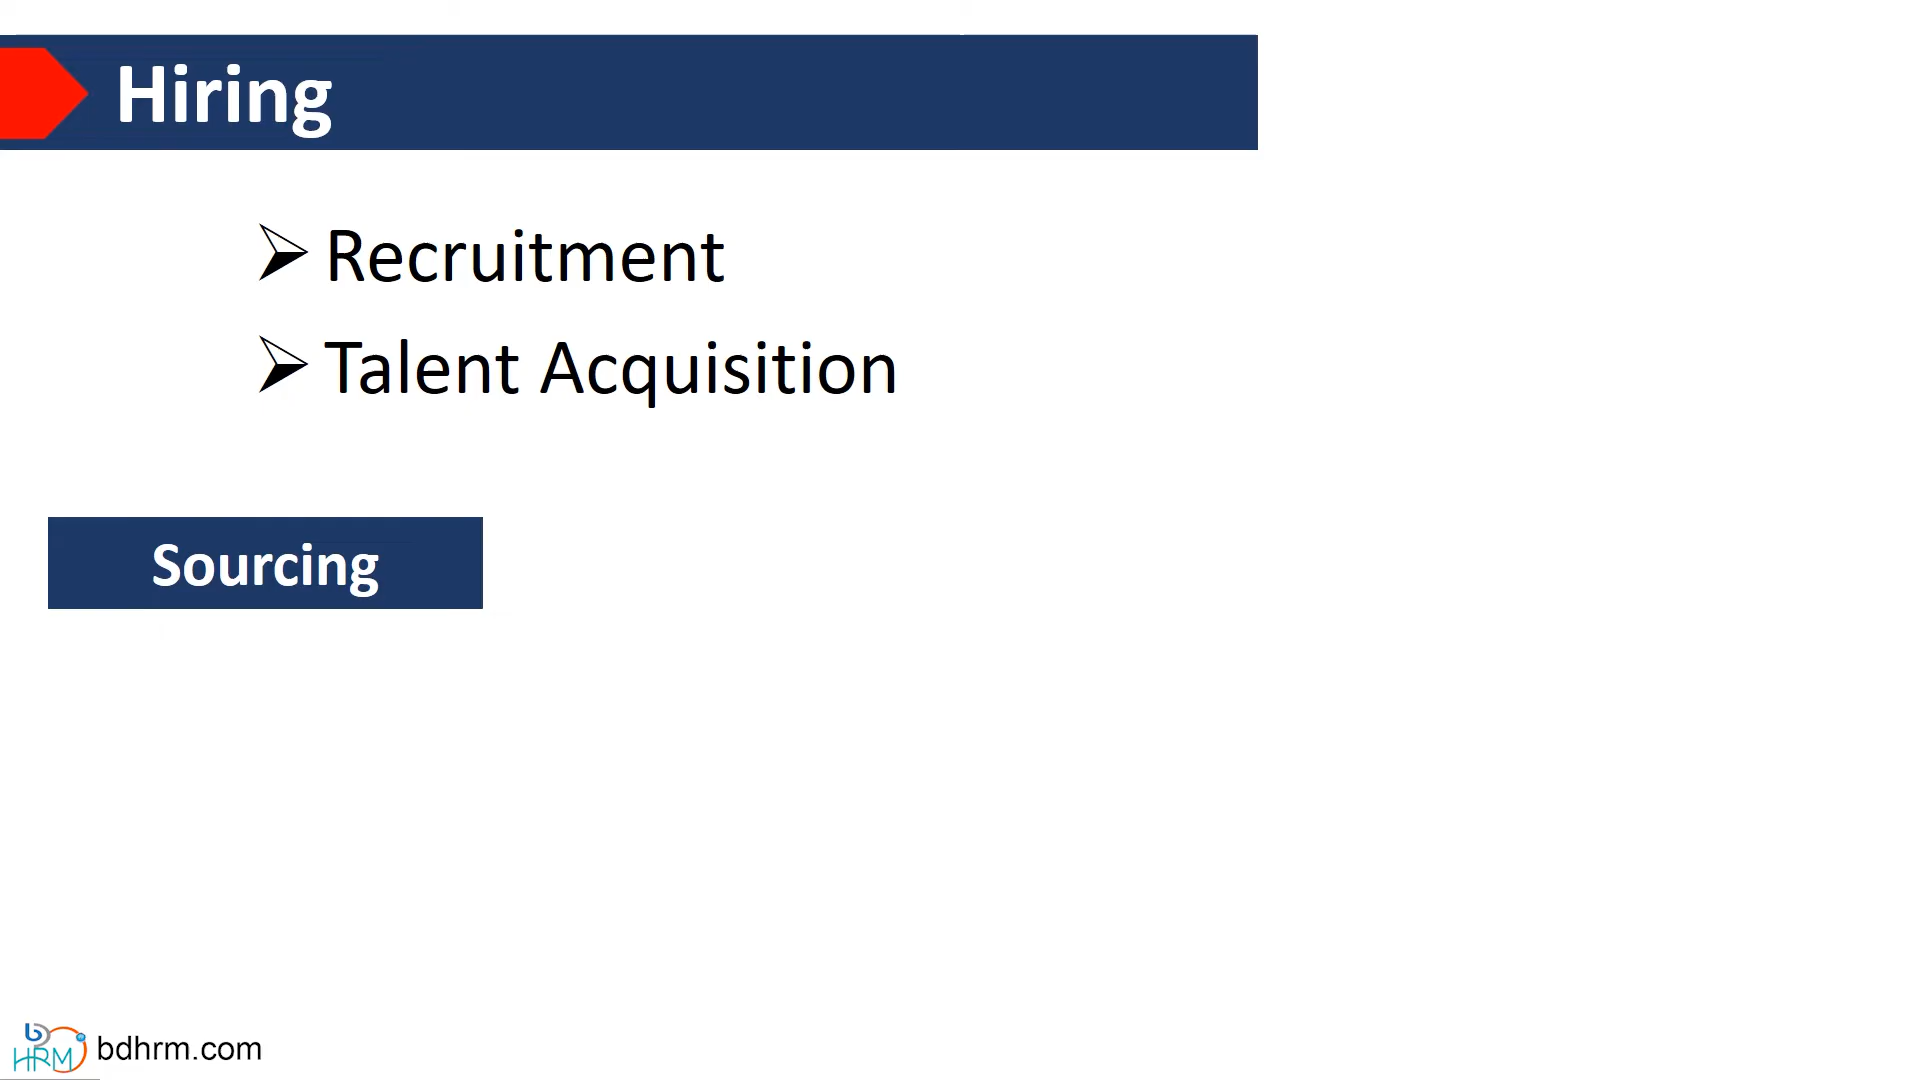 Hiring
Recruitment
Talent Acquisition
Sourcing
b
HRM
bdhrm.com